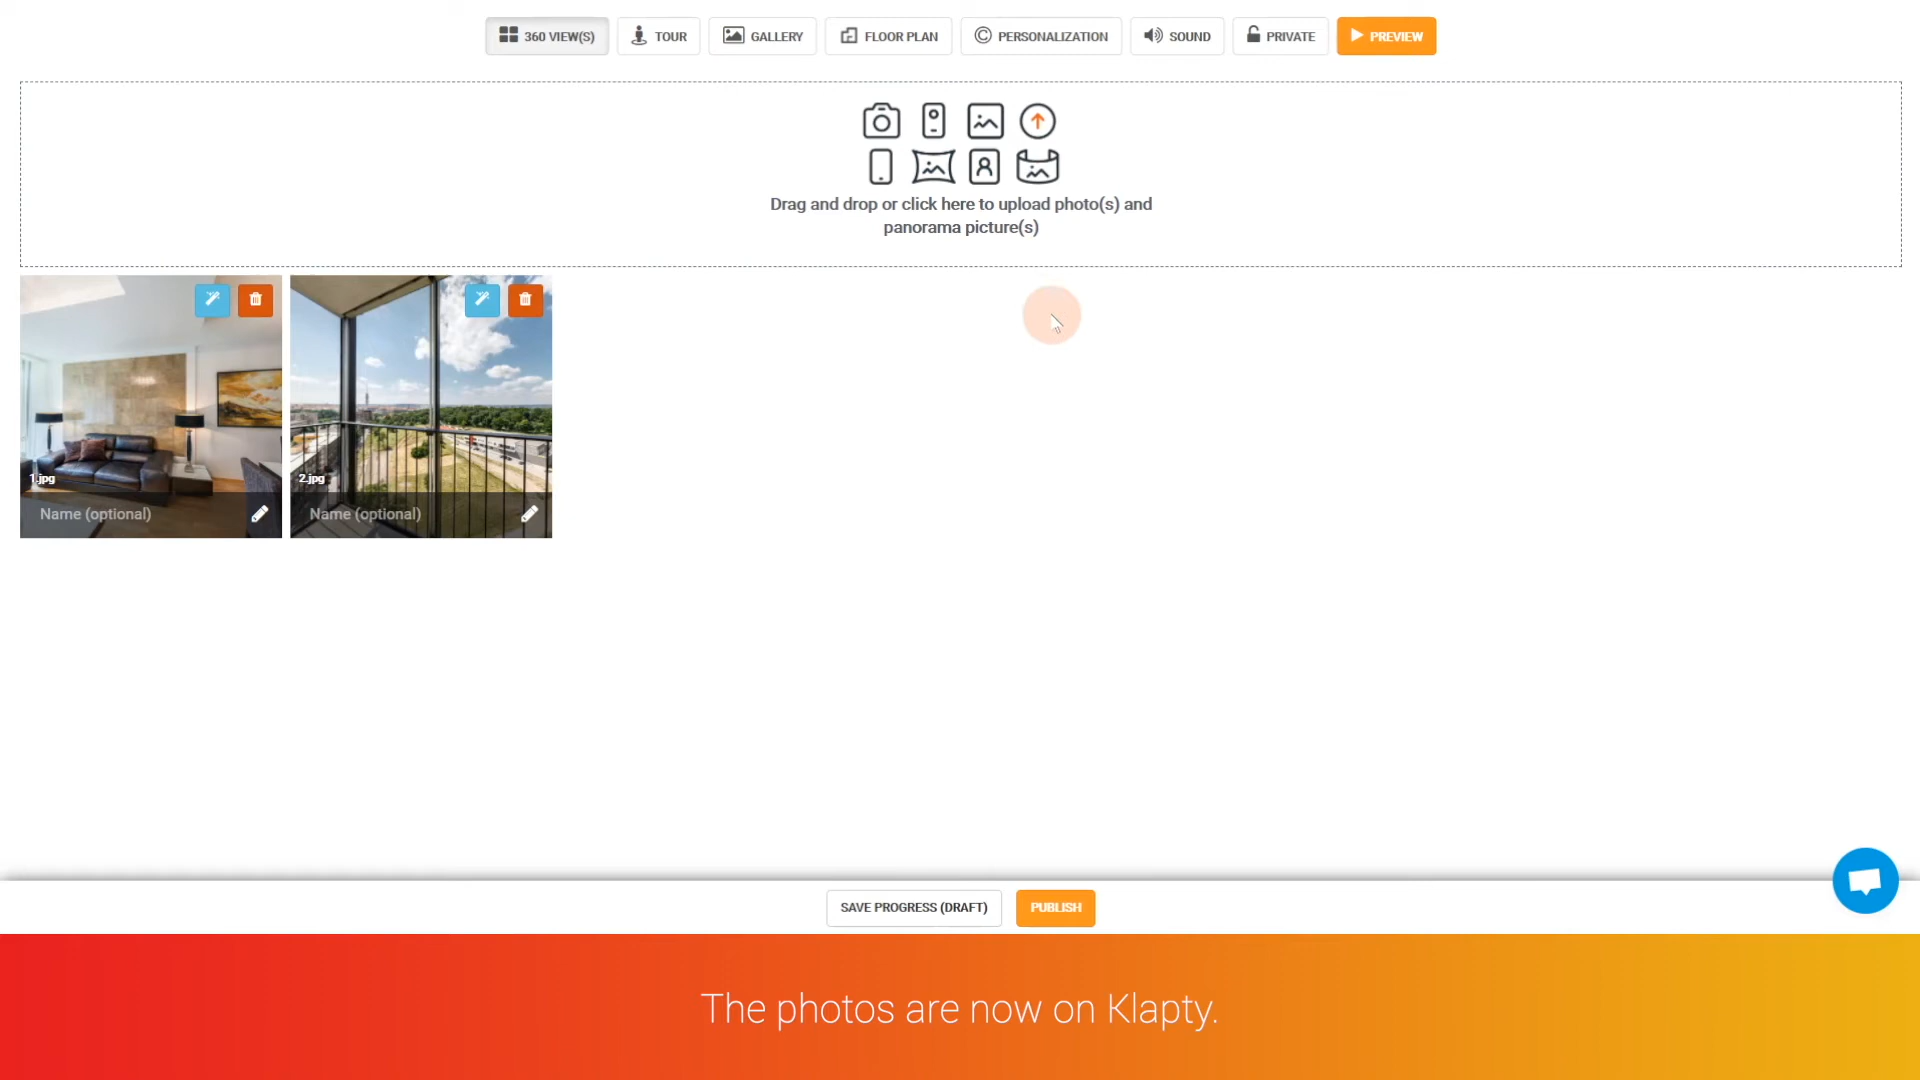 360 VIEW(S) TOUR GALLERY FLOOR PLAN PERSONALIZATION SOUND PRIVATE PREVIEW
Drag and drop or click here to upload photo(s) and
panorama picture(s)
1.jpg 2.jpg
Name (optional) Name (optional)
SAVE PROGRESS (DRAFT) PUBLISH
The photos are now on Klapty.